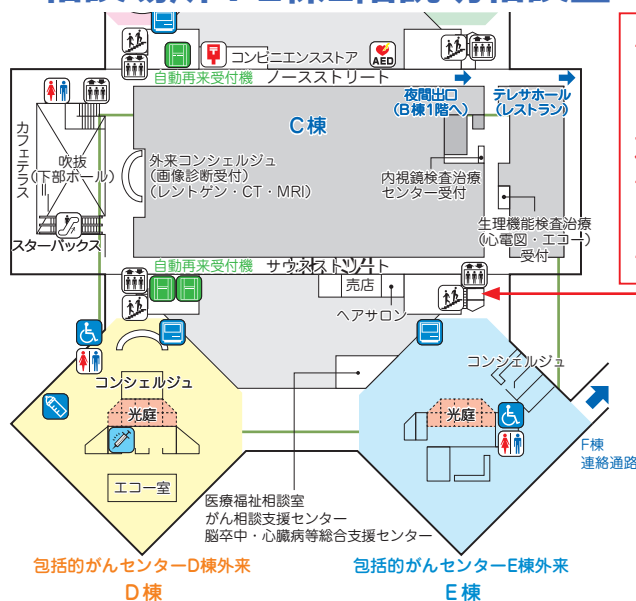 コンビニエンスストア
AED
自動再来受付機
ノースストリート
夜間出口
(B棟1階へ)
テレサホール
(レストラン)
C棟
カフェテラス
吹抜
(下部ホール)
外来コンシェルジュ
(画像診断受付)
(レントゲン・CT・MRI)
内視鏡検査治療
センター受付
生理機能検査治療
(心電図・エコー)
受付
スターバックス
自動再来受付機
サウスストリート
売店
ヘアサロン
コンシェルジュ
光庭
エコー室
コンシェルジュ
光庭
F棟
連絡通路
医療福祉相談室
がん相談支援センター
脳卒中・心臓病等総合支援センター
包括的がんセンターD棟外来
D棟
包括的がんセンターE棟外来
E棟